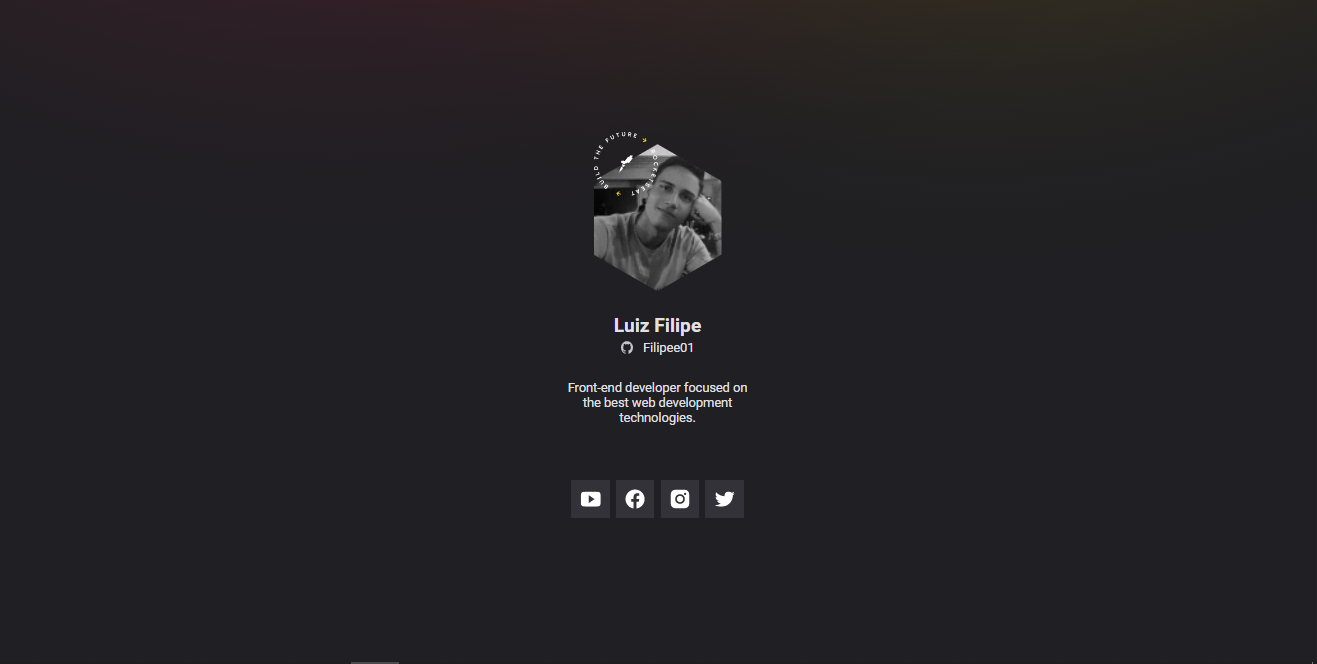 BUILD THE FUTURE
ROCKETSEAT
Luiz Filipe
Filipee01
Front-end developer focused on
the best web development
technologies.